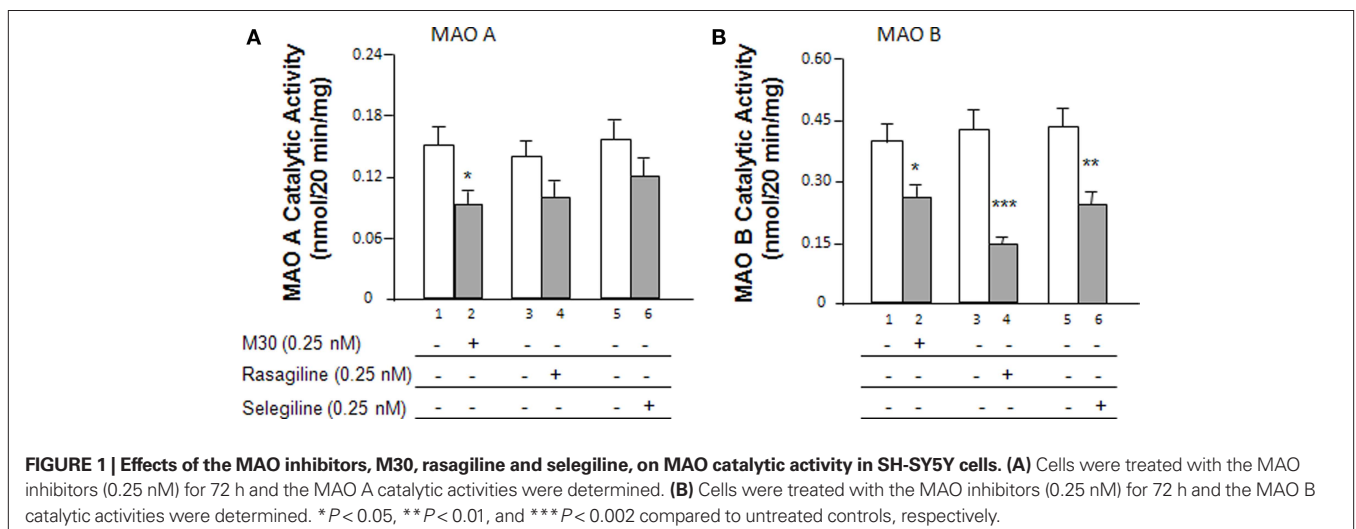 A MAO A
MAO A Catalytic Activity
(nmol/20 min/mg)
0.24
0.18
0.12
0.06
0
*
1 2 3 4 5 6
M30 (0.25 nM) - + - - - -
Rasagiline (0.25 nM) - - - + - -
Selegiline (0.25 nM) - - - - - +
B MAO B
MAO B Catalytic Activity
(nmol/20 min/mg)
0.60
0.45
0.30
0.15
0
* *** **
1 2 3 4 5 6
- + - - - -
- - - + - -
- - - - - +
FIGURE 1 | Effects of the MAO inhibitors, M30, rasagiline and selegiline, on MAO catalytic activity in SH-SY5Y cells. (A) Cells were treated with the MAO
inhibitors (0.25 nM) for 72 h and the MAO A catalytic activities were determined. (B) Cells were treated with the MAO inhibitors (0.25 nM) for 72 h and the MAO B
catalytic activities were determined. *P < 0.05, **P < 0.01, and ***P < 0.002 compared to untreated controls, respectively.